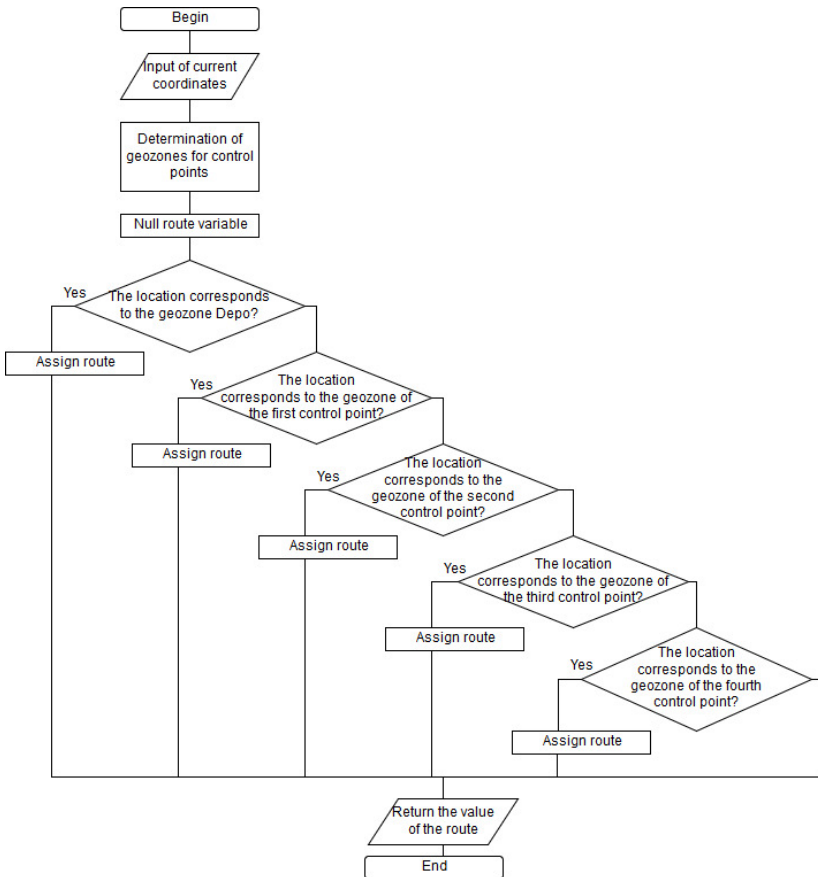 Begin
Input of current
coordinates
Determination of
geozones for control
points
Null route variable
Yes
The location corresponds
to the geozone Depo?
Assign route
Yes
The location
corresponds to the geozone of
the first control point?
Assign route
Yes
The location
corresponds to the
geozone of the second
control point?
Assign route
Yes
The location
corresponds to the geozone of
the third control point?
Assign route
Yes
The location
corresponds to the
geozone of the fourth
control point?
Assign route
Return the value
of the route
End